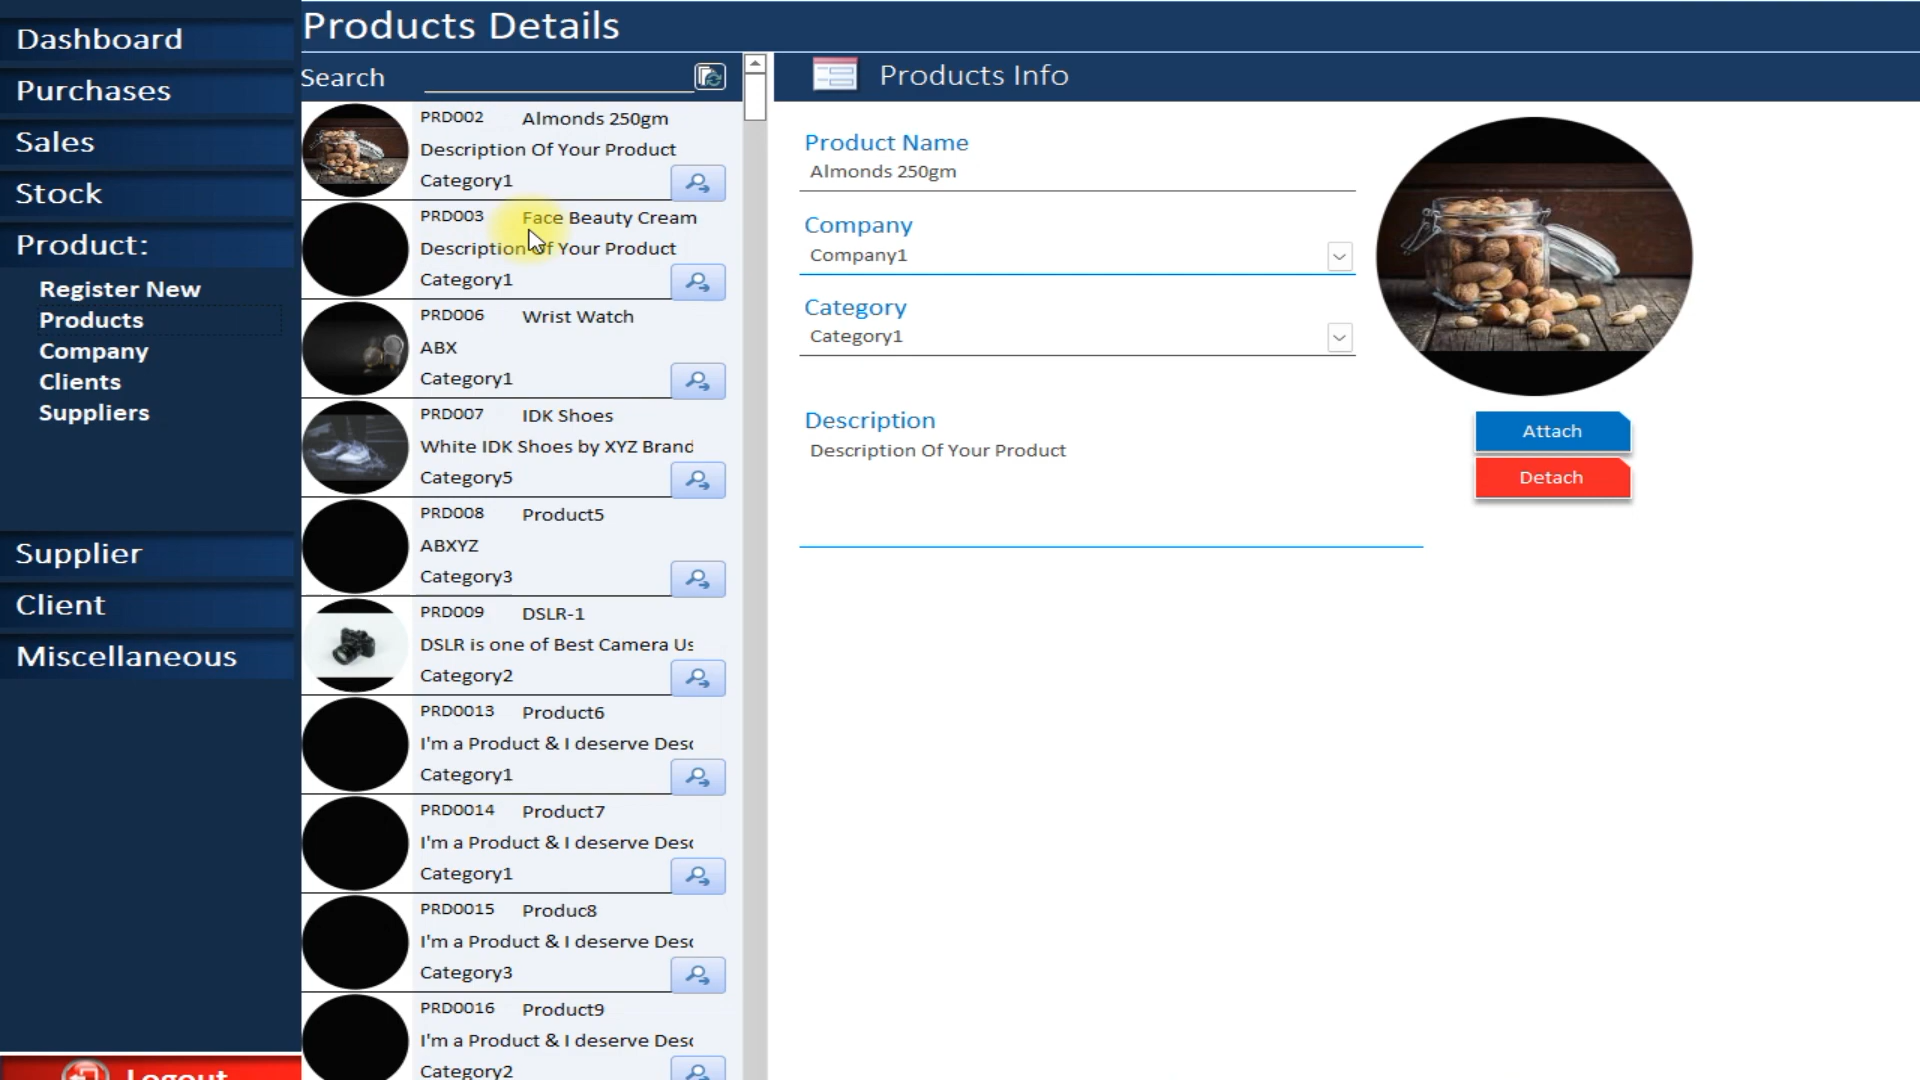 Dashboard
Purchases
Sales
Stock
Product:
Register New
Products
Company
Clients
Suppliers
Supplier
Client
Miscellaneous
Logout
Products Details
Search
PRD002 Almonds 250gm
Description Of Your Product
Category1
PRD003 Face Beauty Cream
Description Of Your Product
Category1
PRD006 Wrist Watch
ABX
Category1
PRD007 IDK Shoes
White IDK Shoes by XYZ Brand
Category5
PRD008 Product5
ABXYZ
Category3
PRD009 DSLR-1
DSLR is one of Best Camera Us
Category2
PRD0013 Product6
I'm a Product & I deserve Desc
Category1
PRD0014 Product7
I'm a Product & I deserve Desc
Category1
PRD0015 Produc8
I'm a Product & I deserve Desc
Category3
PRD0016 Product9
I'm a Product & I deserve Desc
Category2
Products Info
Product Name
Almonds 250gm
Company
Company1
Category
Category1
Description
Description Of Your Product
Attach
Detach